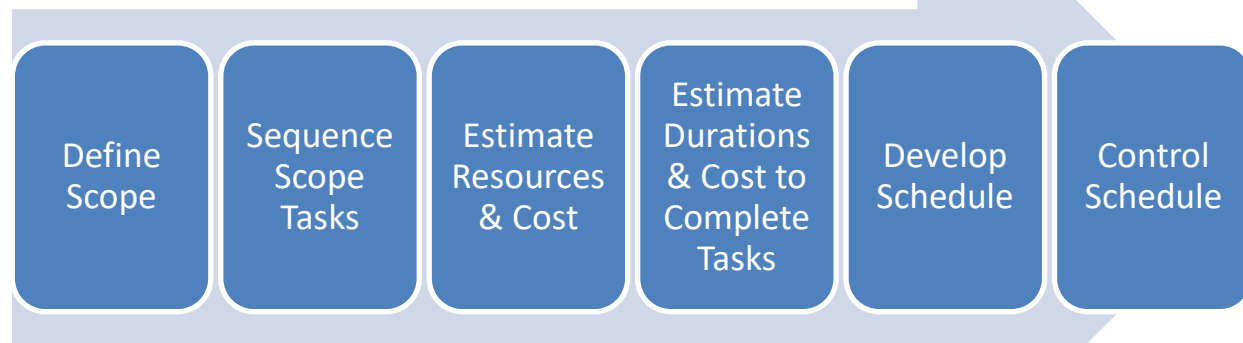 Define
Scope
Sequence
Scope
Tasks
Estimate
Resources
& Cost
Estimate
Durations
& Cost to
Complete
Tasks
Develop
Schedule
Control
Schedule